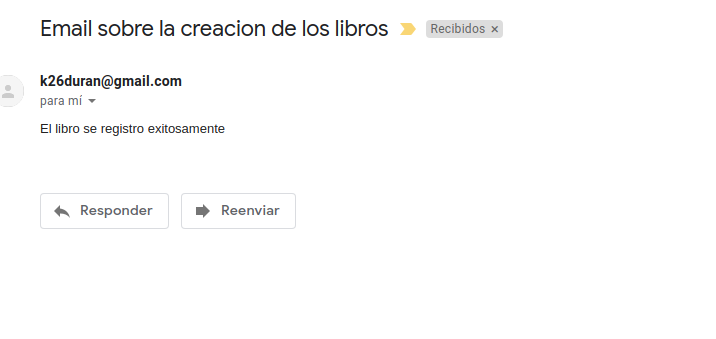 Email sobre la creacion de los libros
Recibidos ×
k26duran@gmail.com
para mí
El libro se registro exitosamente
Responder
Reenviar